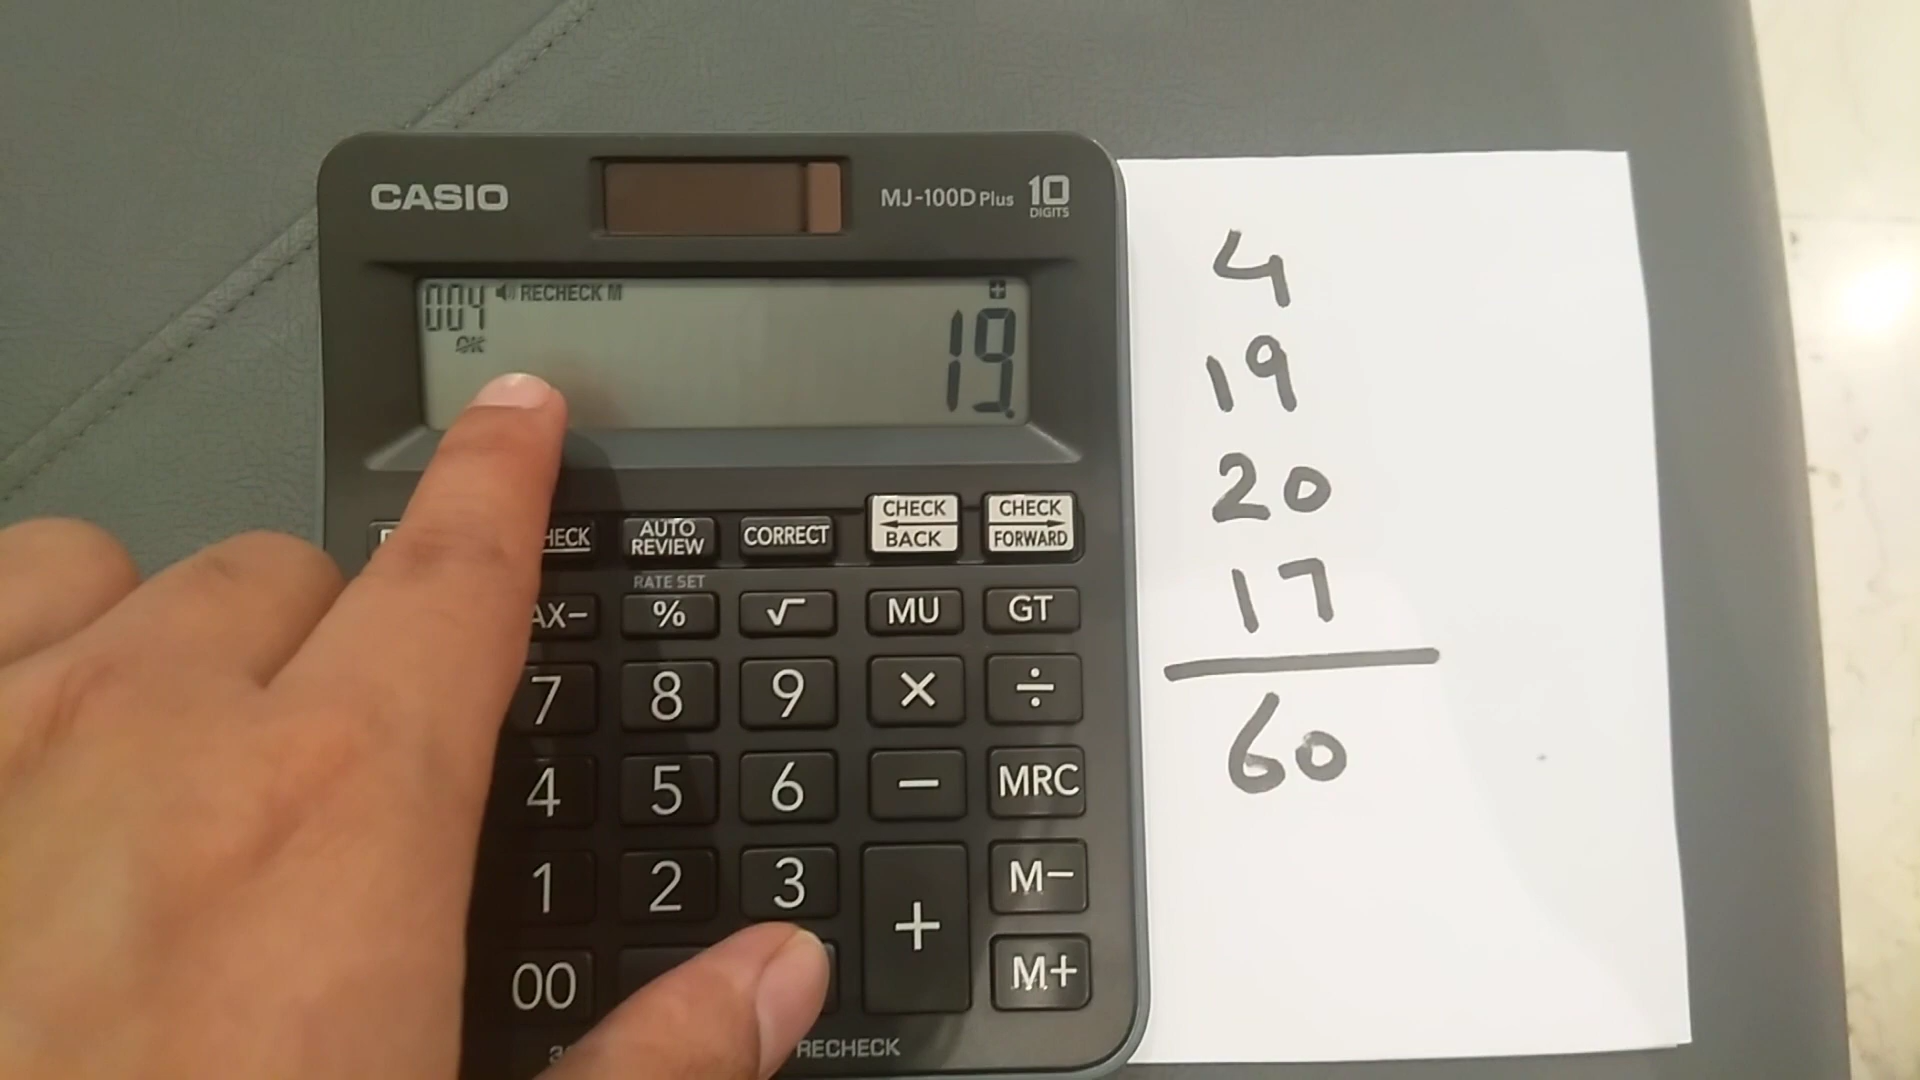 CASIO
MJ-100D Plus 10
DIGITS
004 RECHECK M
19.
CHECK BACK
CHECK FORWARD
AUTO REVIEW
CORRECT
RATE SET
% √ MU GT
7 8 9 × ÷
4 5 6 − MRC
1 2 3 + M−
00 M+
RECHECK
4
19
20
17
60